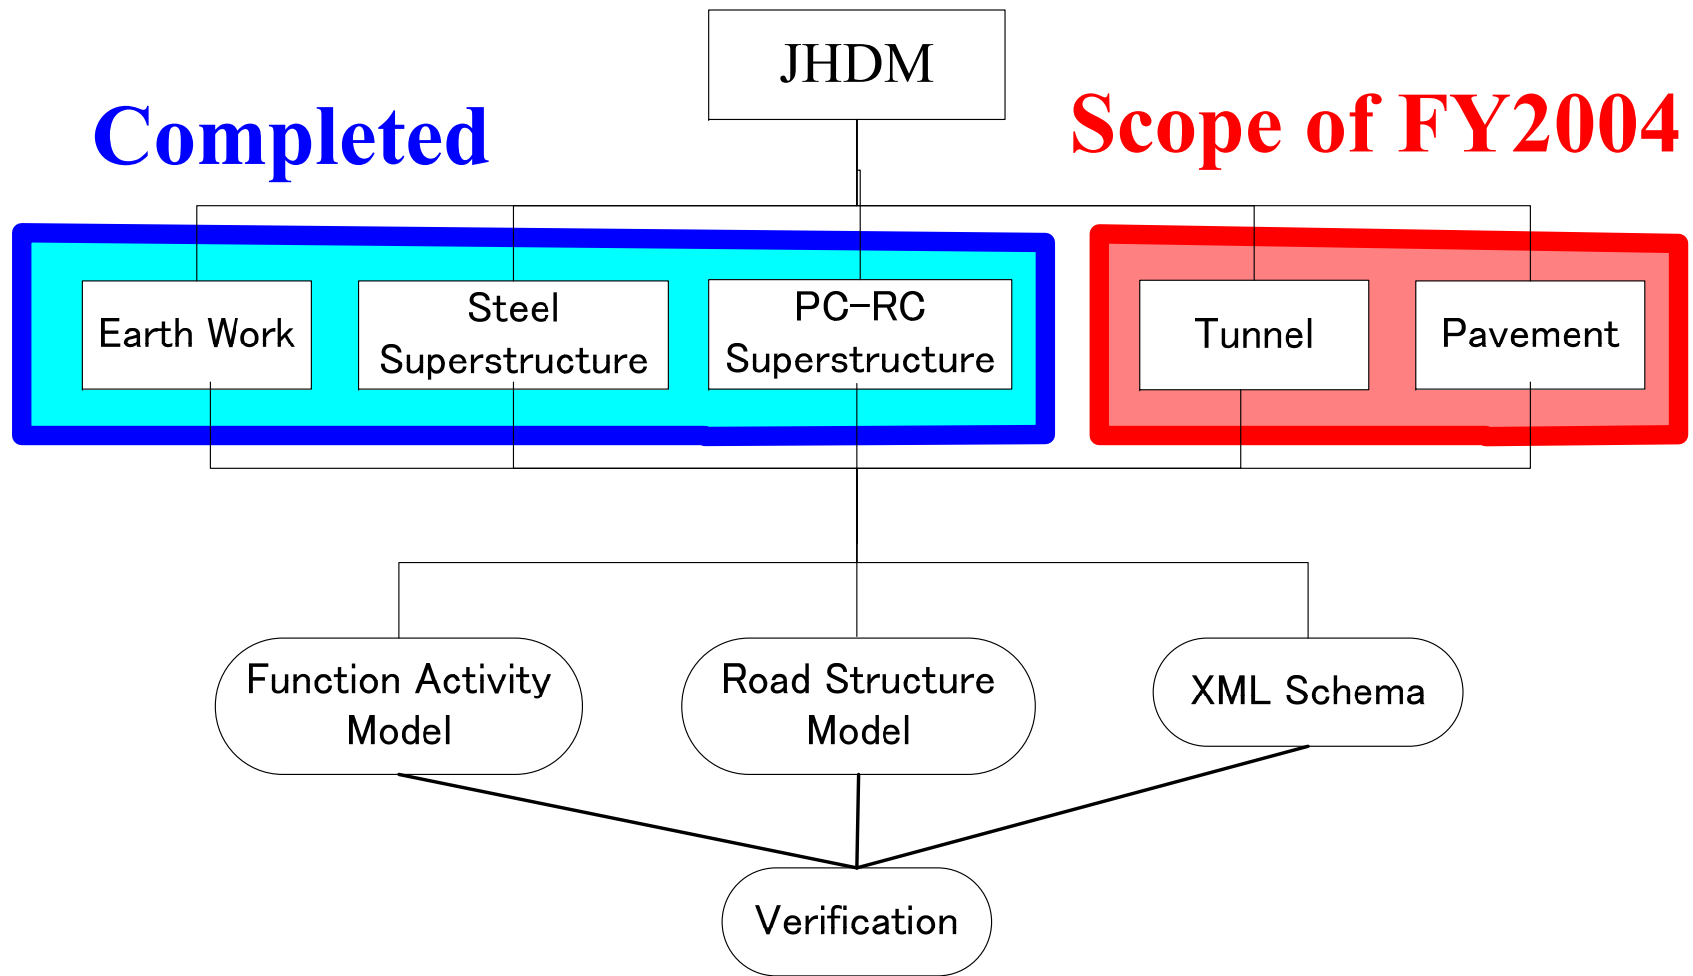 JHDM
Completed
Scope of FY2004
Earth Work
Steel
Superstructure
PC-RC
Superstructure
Tunnel
Pavement
Function Activity
Model
Road Structure
Model
XML Schema
Verification